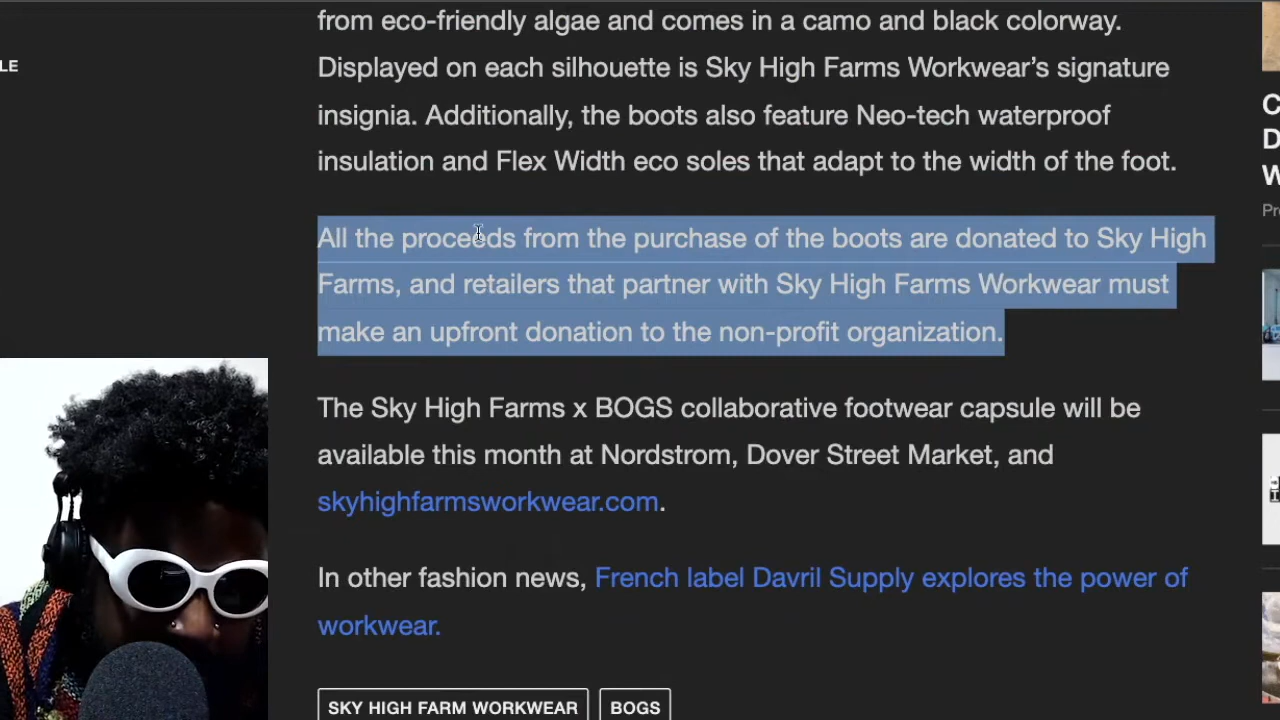 from eco-friendly algae and comes in a camo and black colorway.
LE
Displayed on each silhouette is Sky High Farms Workwear’s signature
insignia. Additionally, the boots also feature Neo-tech waterproof
insulation and Flex Width eco soles that adapt to the width of the foot.
All the proceeds from the purchase of the boots are donated to Sky High
Farms, and retailers that partner with Sky High Farms Workwear must
make an upfront donation to the non-profit organization.
The Sky High Farms x BOGS collaborative footwear capsule will be
available this month at Nordstrom, Dover Street Market, and
skyhighfarmsworkwear.com.
In other fashion news, French label Davril Supply explores the power of
workwear.
SKY HIGH FARM WORKWEAR
BOGS
C
D
W
Pr